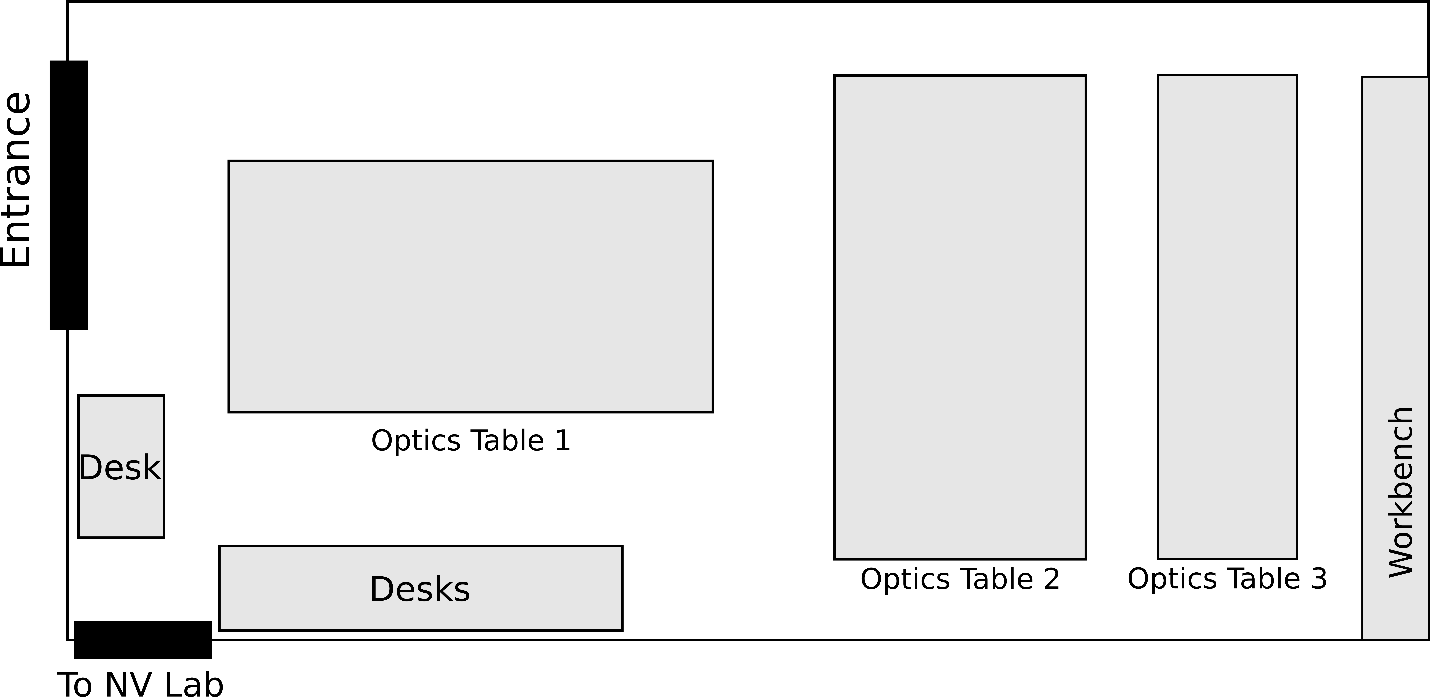 Entrance
Optics Table 1
Desk
Desks
Optics Table 2
Optics Table 3
Workbench
To NV Lab